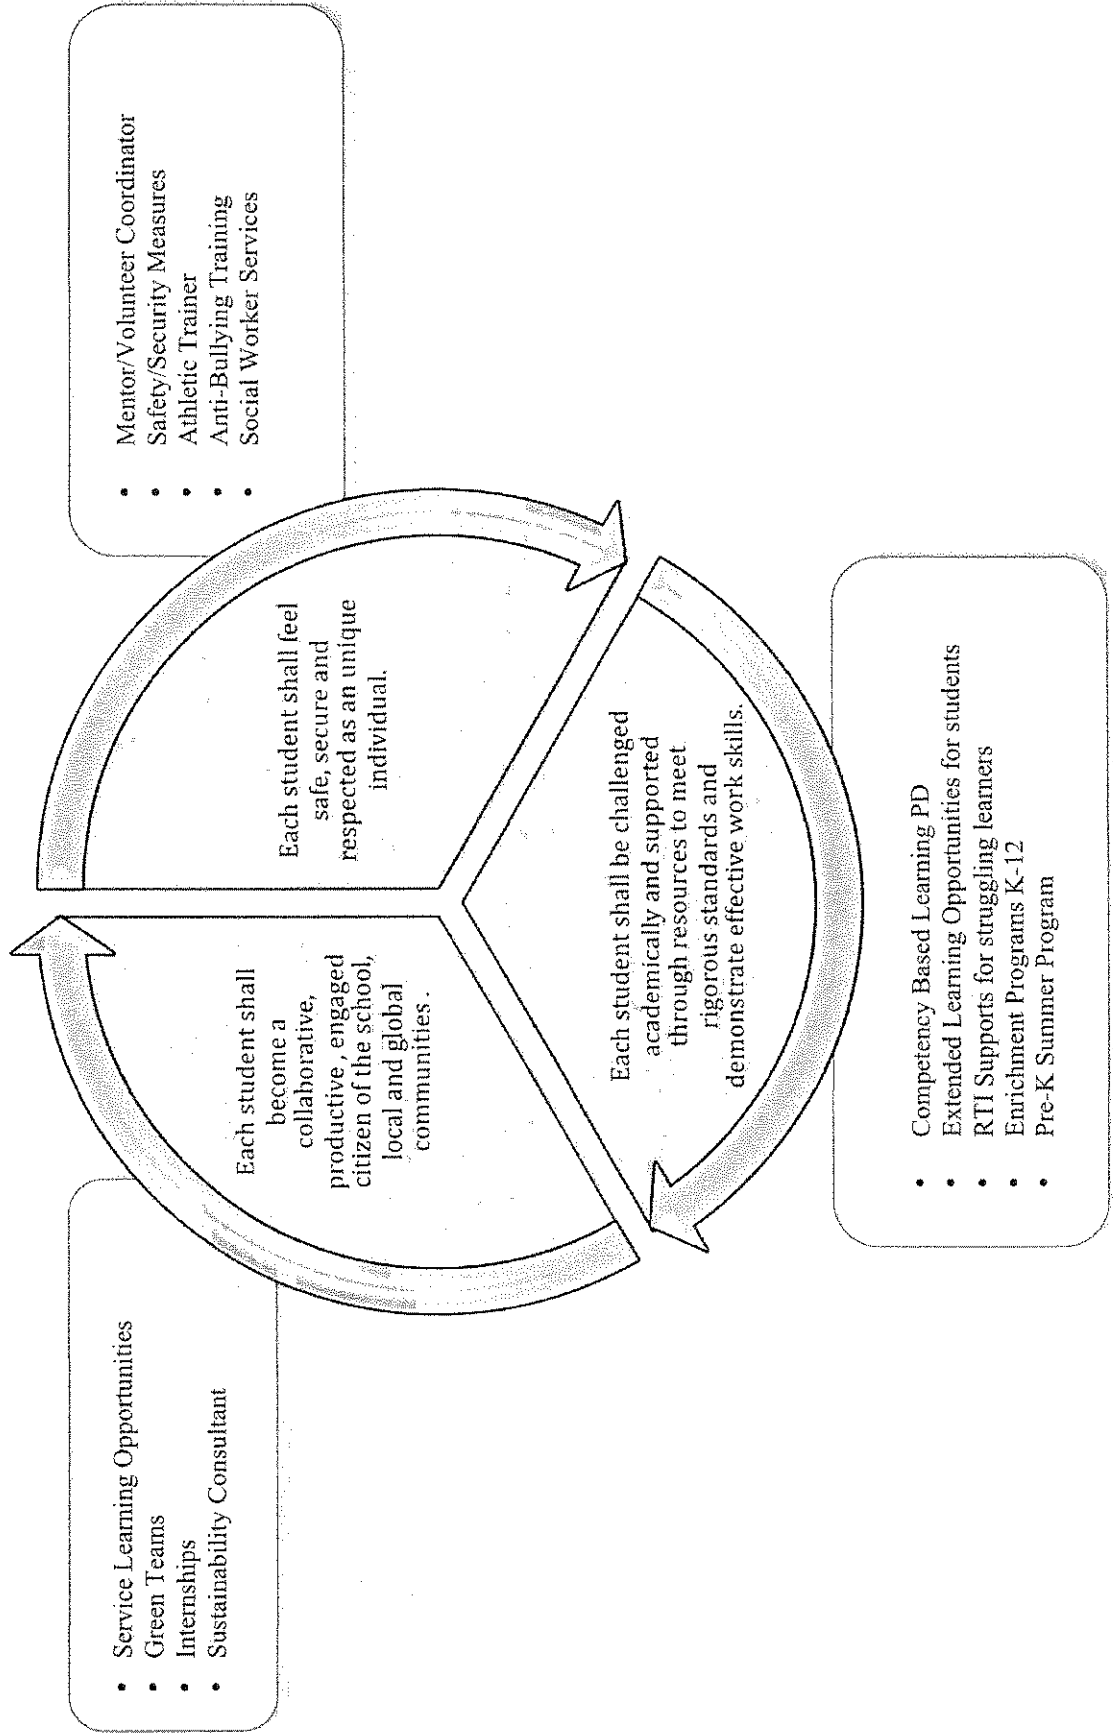 • Service Learning Opportunities
• Green Teams
• Internships
• Sustainability Consultant
Each student shall
become a
collaborative,
productive , engaged
citizen of the school,
local and global
communities .
Each student shall feel
safe, secure and
respected as an unique
individual.
• Mentor/Volunteer Coordinator
• Safety/Security Measures
• Athletic Trainer
• Anti-Bullying Training
• Social Worker Services
Each student shall be challenged
academically and supported
through resources to meet
rigorous standards and
demonstrate effective work skills.
• Competency Based Learning PD
• Extended Learning Opportunities for students
• RTI Supports for struggling learners
• Enrichment Programs K-12
• Pre-K Summer Program